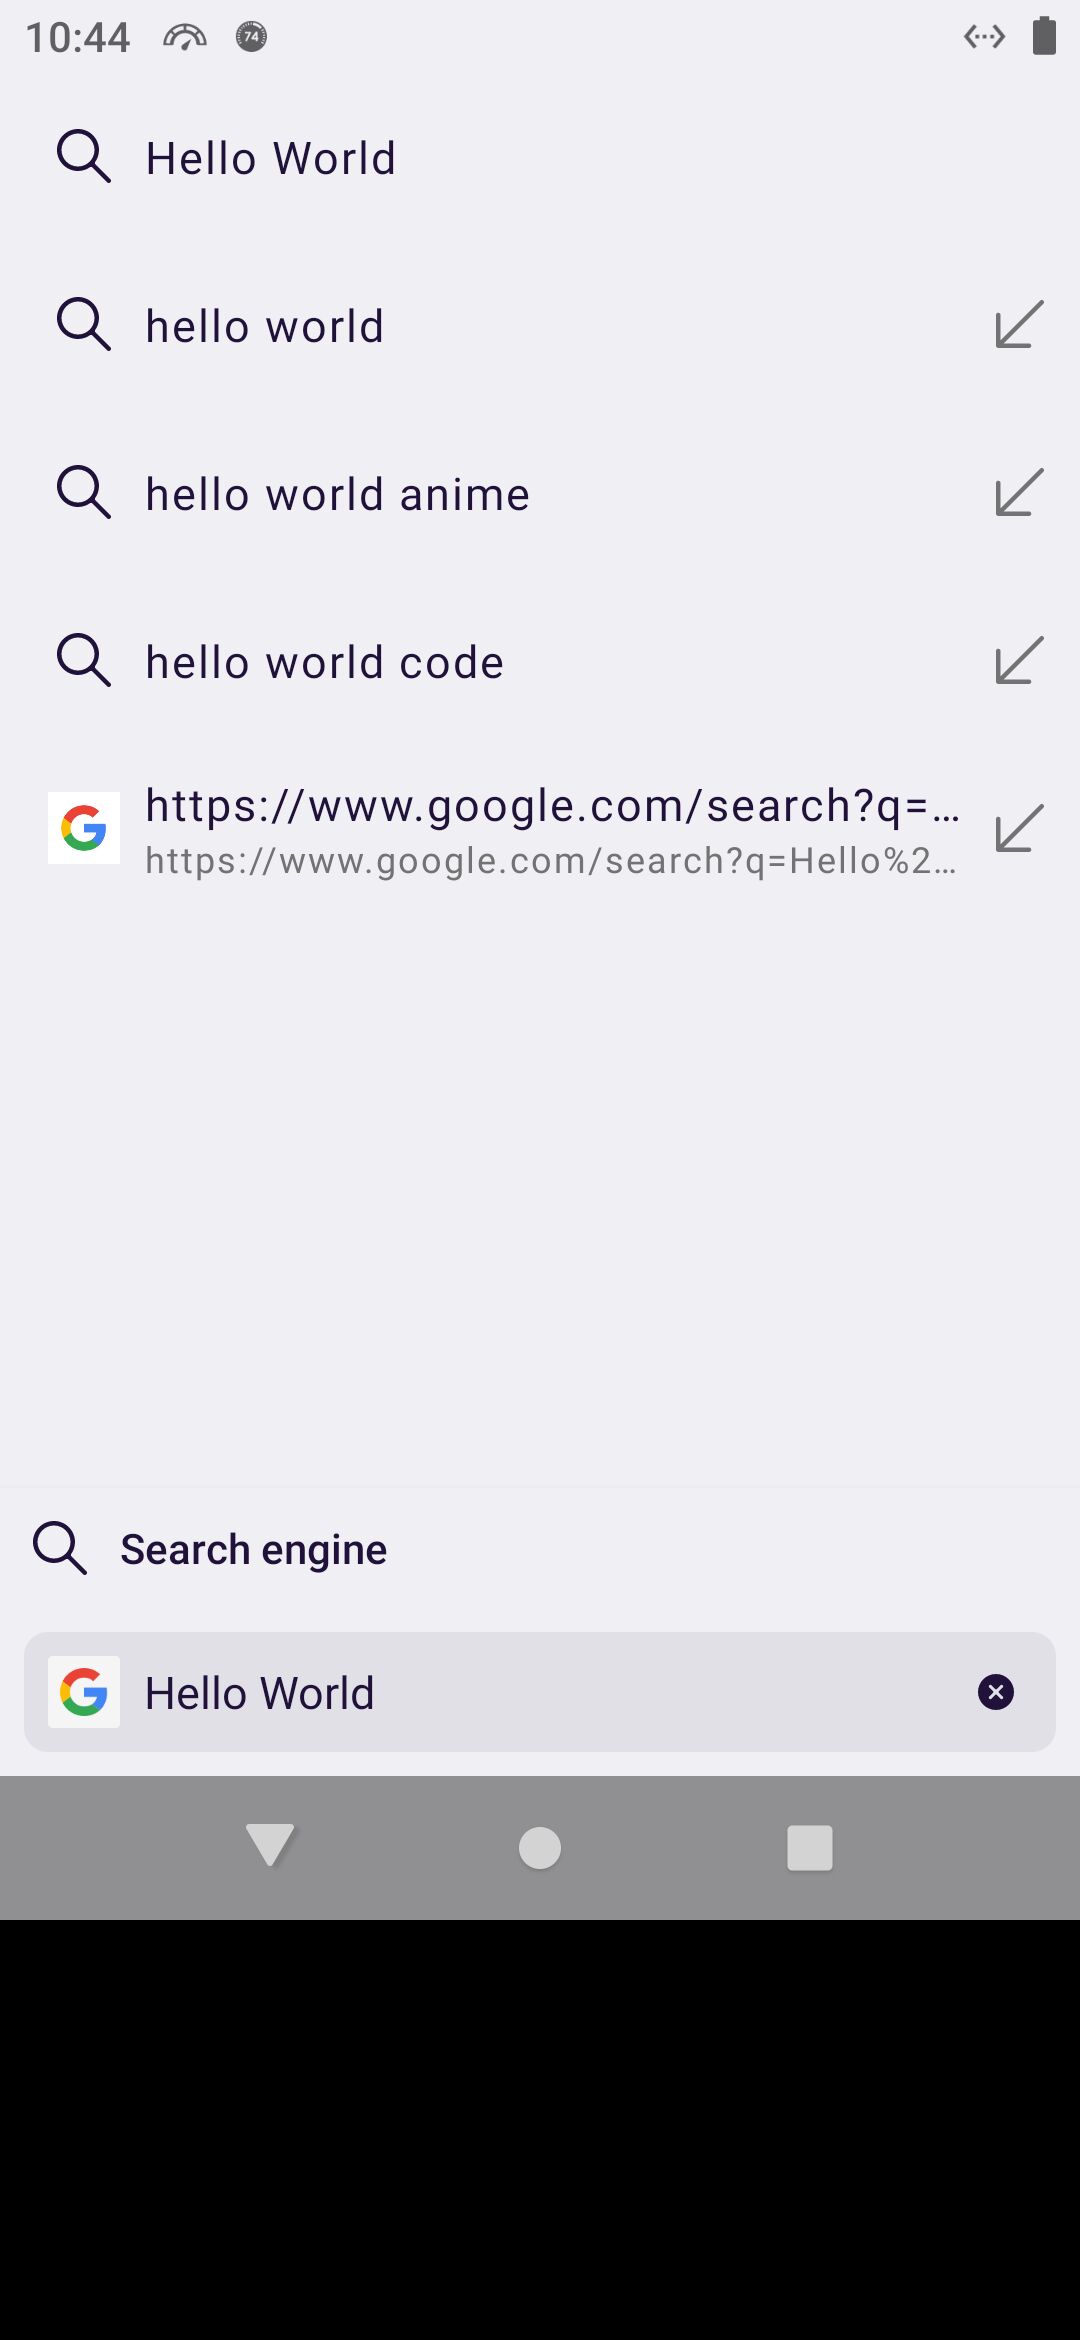 10:44
74
Hello World
hello world
hello world anime
hello world code
https://www.google.com/search?q=…
https://www.google.com/search?q=Hello%2…
Search engine
Hello World